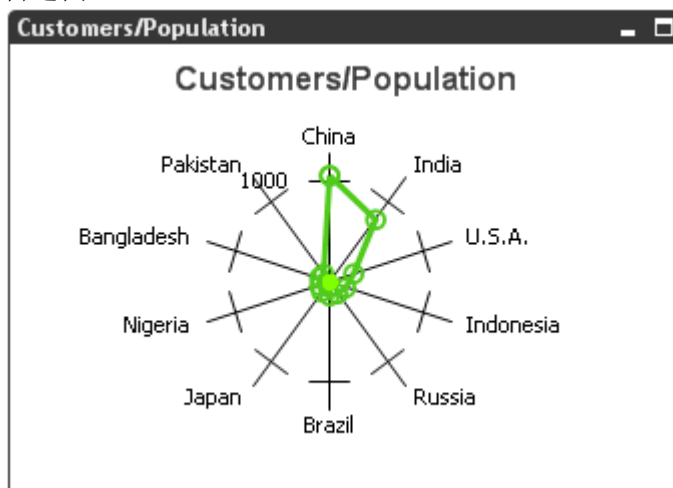 Customers/Population
Customers/Population
China
Pakistan
1000
India
Bangladesh
U.S.A.
Nigeria
Indonesia
Japan
Russia
Brazil